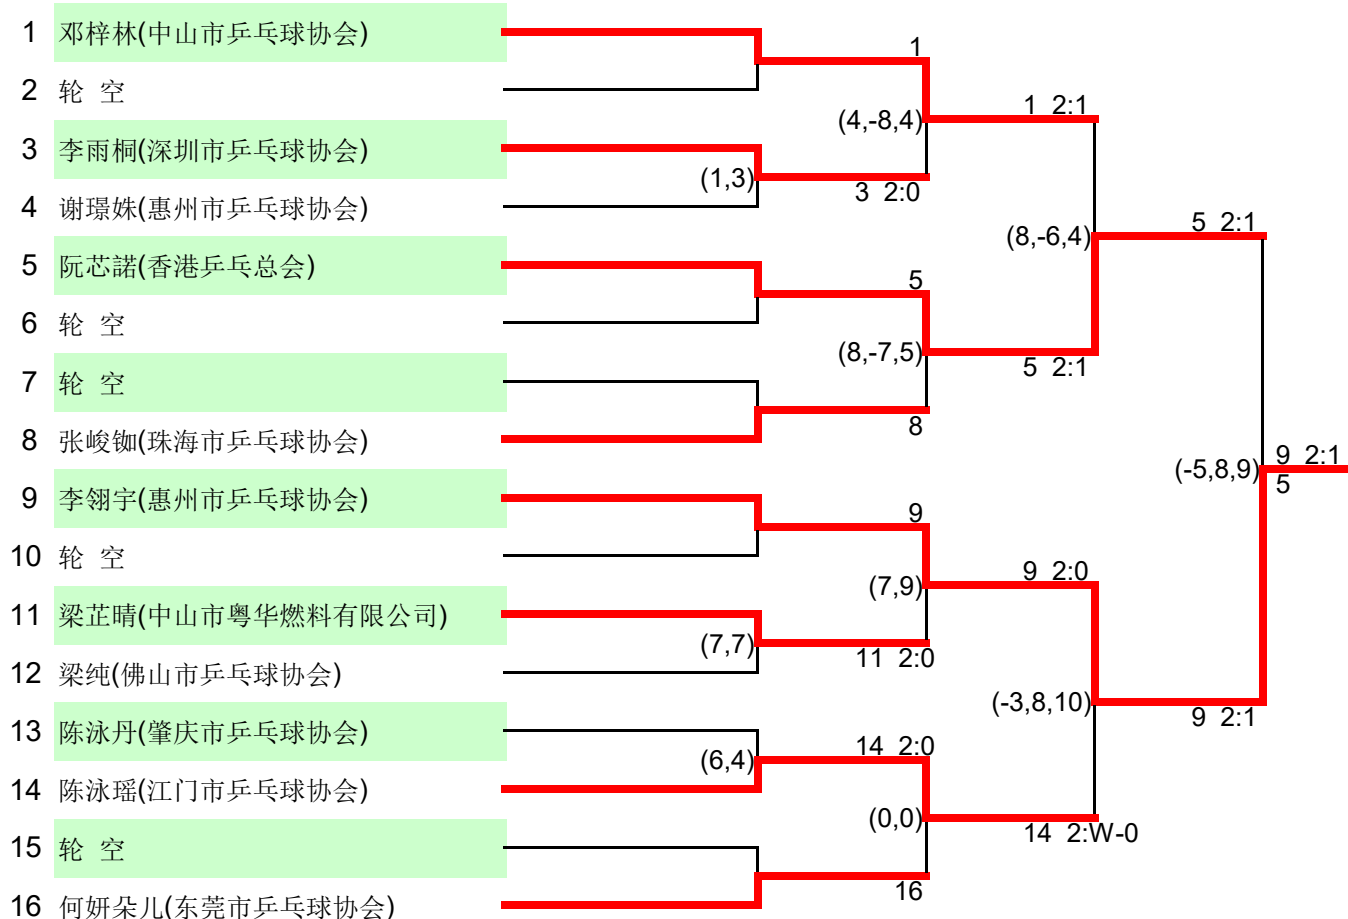 1 邓梓林(中山市乒乓球协会)
1
2 轮 空
(4,-8,4)
1 2:1
3 李雨桐(深圳市乒乓球协会)
(1,3)
3 2:0
4 谢璟姝(惠州市乒乓球协会)
(8,-6,4)
5 2:1
5 阮芯諾(香港乒乓总会)
5
6 轮 空
(8,-7,5)
5 2:1
7 轮 空
8
8 张峻铷(珠海市乒乓球协会)
(-5,8,9)
9 2:1
5
9 李翎宇(惠州市乒乓球协会)
9
10 轮 空
(7,9)
9 2:0
11 梁芷晴(中山市粤华燃料有限公司)
(7,7)
11 2:0
12 梁纯(佛山市乒乓球协会)
(-3,8,10)
9 2:1
13 陈泳丹(肇庆市乒乓球协会)
(6,4)
14 2:0
14 陈泳瑶(江门市乒乓球协会)
(0,0)
14 2:W-0
15 轮 空
16
16 何妍朵儿(东莞市乒乓球协会)